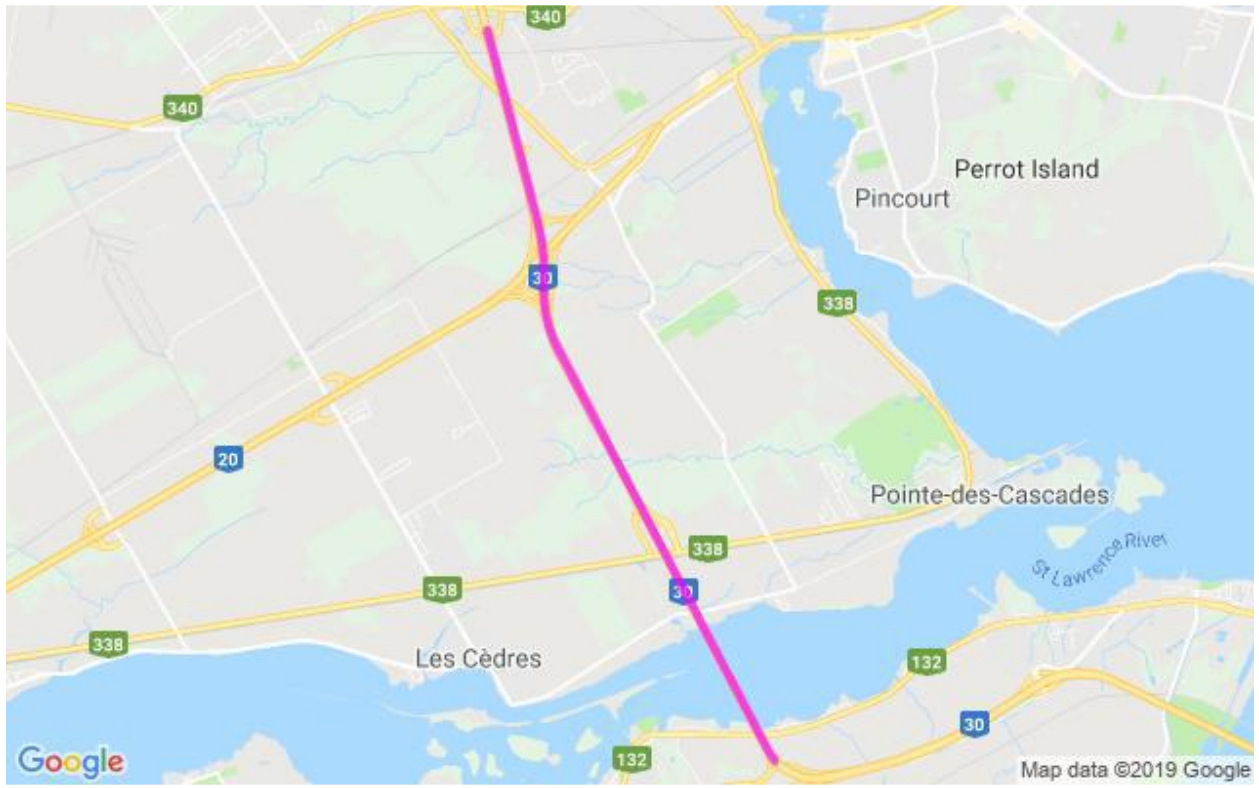 340
340
Perrot Island
Pincourt
30
338
20
Pointe-des-Cascades
338
St Lawrence River
30
338
338
Les Cèdres
132
30
132
Google
Map data ©2019 Google